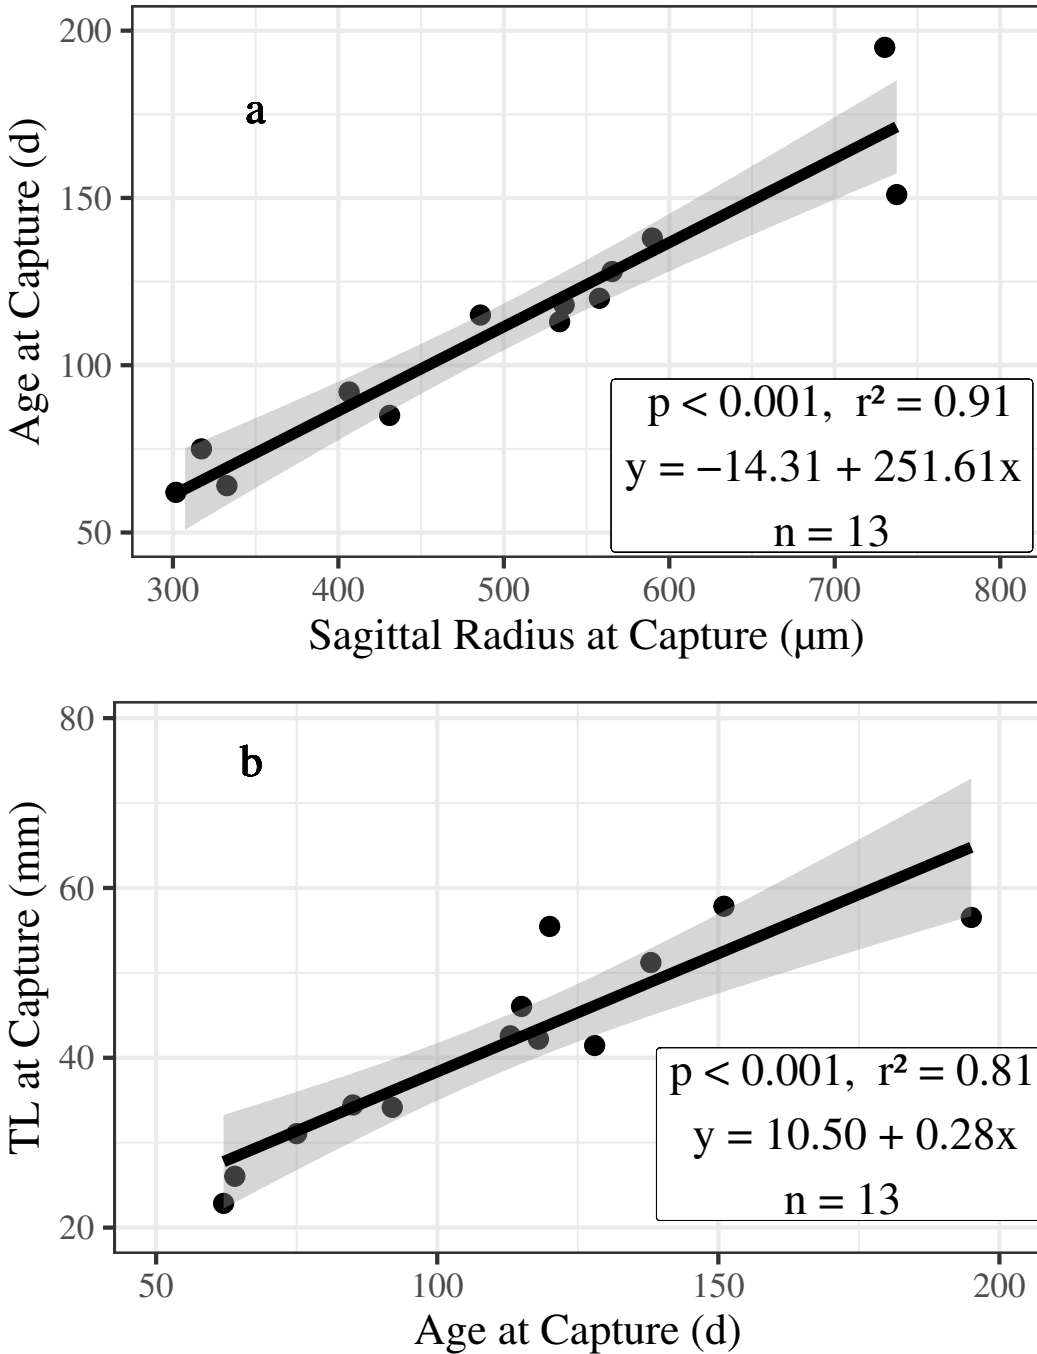 200
150
100
50
Age at Capture (d)
a
p < 0.001, r² = 0.91
y = −14.31 + 251.61x
n = 13
300 400 500 600 700 800
Sagittal Radius at Capture (µm)
80
60
40
20
TL at Capture (mm)
b
p < 0.001, r² = 0.81
y = 10.50 + 0.28x
n = 13
50 100 150 200
Age at Capture (d)